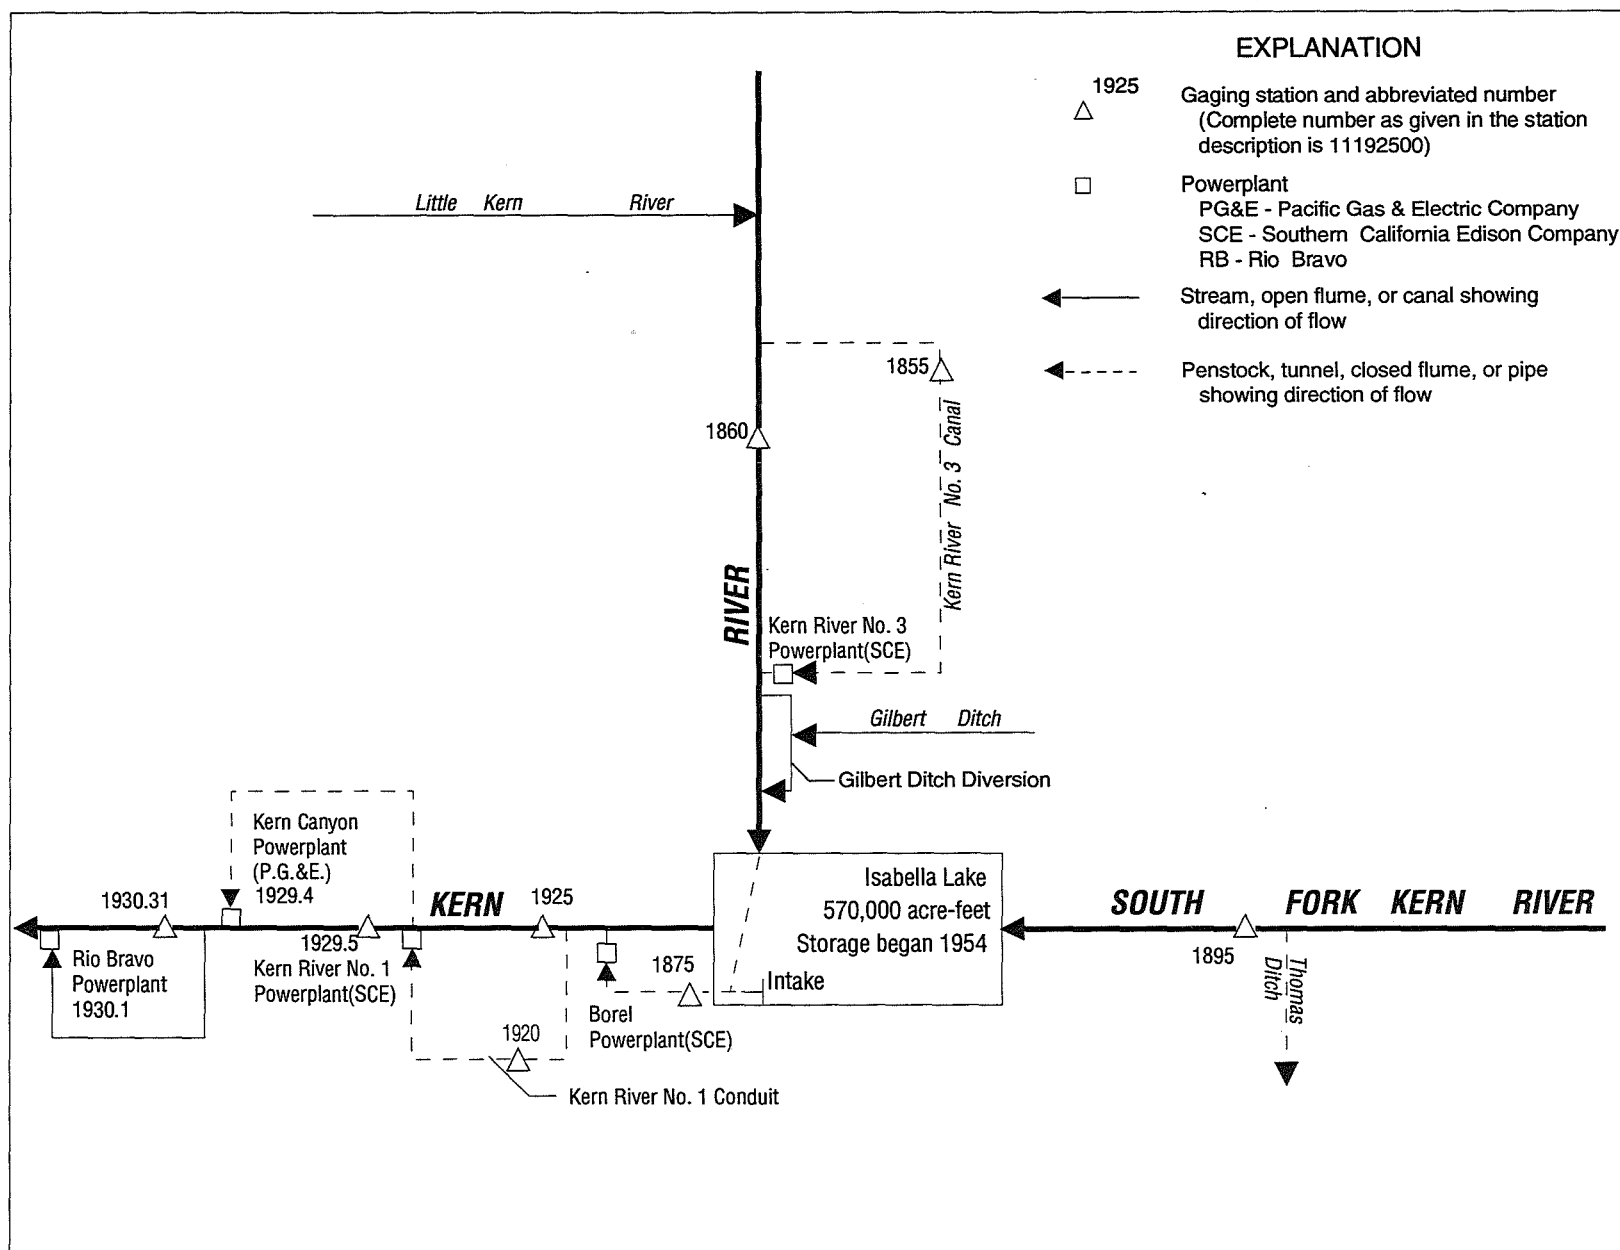 EXPLANATION
1925
Gaging station and abbreviated number
(Complete number as given in the station
description is 11192500)
Powerplant
PG&E - Pacific Gas & Electric Company
SCE - Southern California Edison Company
RB - Rio Bravo
Stream, open flume, or canal showing
direction of flow
Penstock, tunnel, closed flume, or pipe
showing direction of flow
Little Kern River
1855
1860
Kern River No. 3 Canal
RIVER
Kern River No. 3
Powerplant(SCE)
Gilbert Ditch
Gilbert Ditch Diversion
Kern Canyon
Powerplant
(P.G.&E.)
1929.4
1930.31
KERN
1925
Isabella Lake
570,000 acre-feet
Storage began 1954
Intake
SOUTH FORK KERN RIVER
1895
Thomas
Ditch
1929.5
Kern River No. 1
Powerplant(SCE)
Rio Bravo
Powerplant
1930.1
1875
Borel
Powerplant(SCE)
1920
Kern River No. 1 Conduit